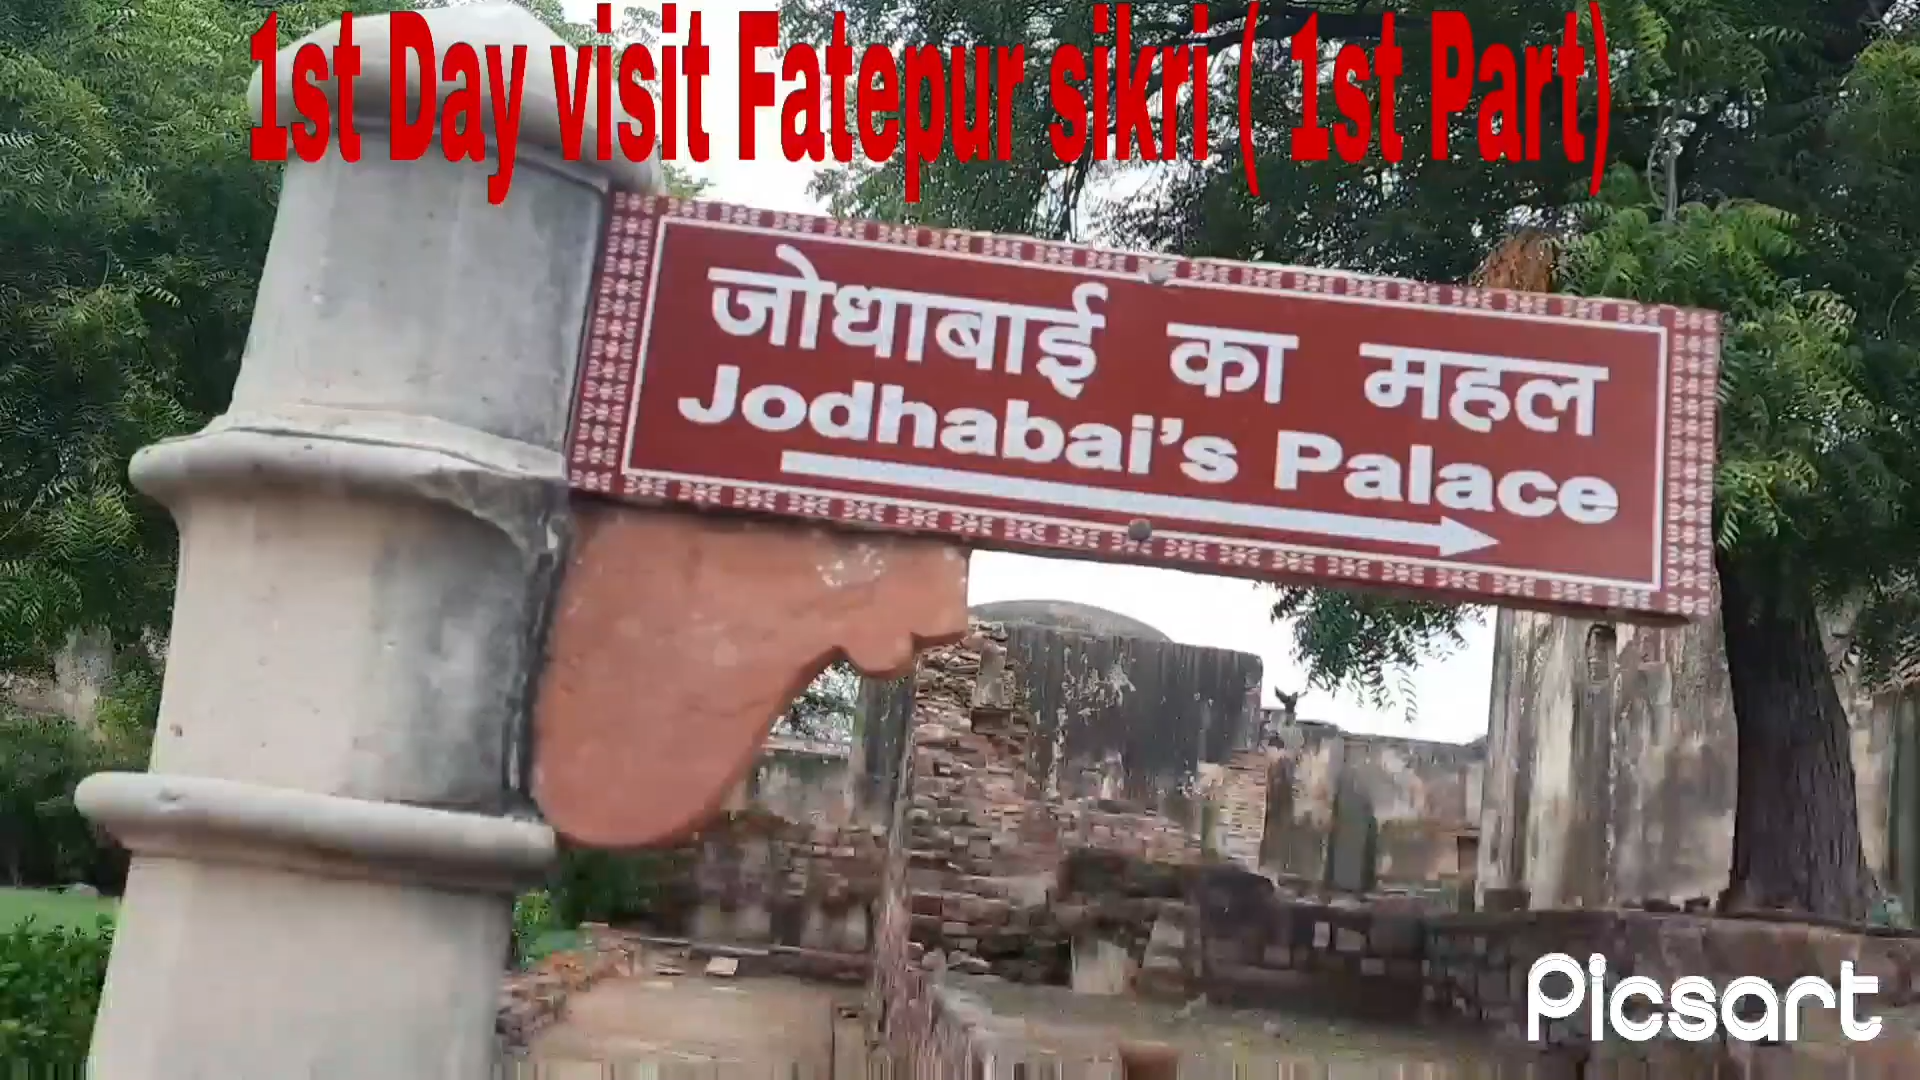 1st Day visit Fatepur sikri ( 1st Part)
जोधाबाई का महल
Jodhabai's Palace
Picsart